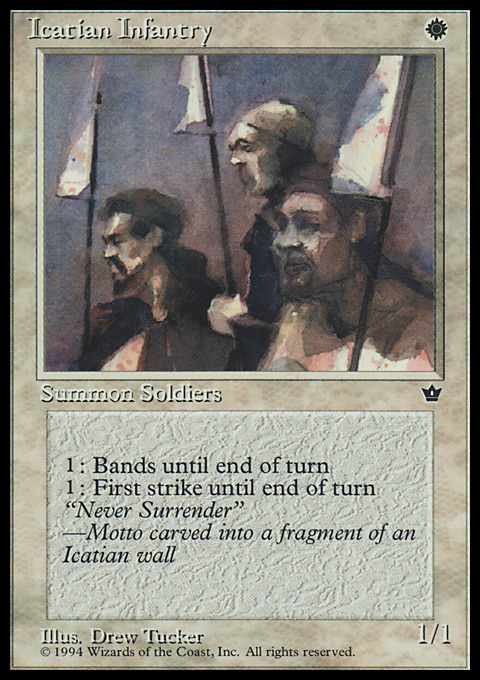 Icatian Infantry
Summon Soldiers
1: Bands until end of turn
1: First strike until end of turn
“Never Surrender”
—Motto carved into a fragment of an
Icatian wall
Illus. Drew Tucker
1/1
© 1994 Wizards of the Coast, Inc. All rights reserved.